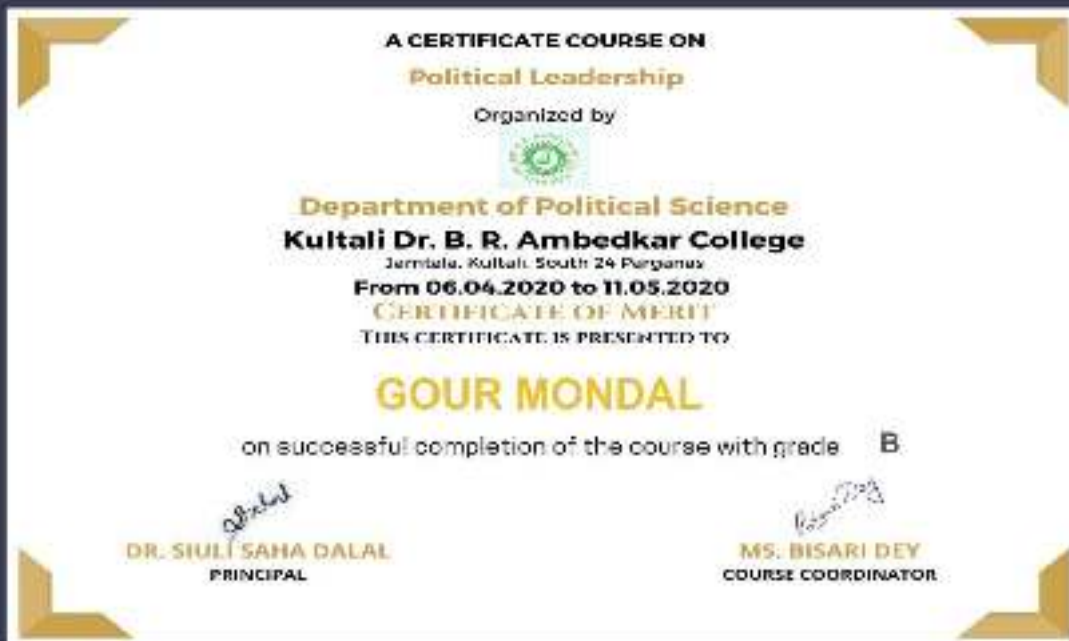 A CERTIFICATE COURSE ON
Political Leadership
Organized by
Department of Political Science
Kultali Dr. B. R. Ambedkar College
Jamtala, Kultali, South 24 Parganas
From 06.04.2020 to 11.05.2020
CERTIFICATE OF MERIT
THIS CERTIFICATE IS PRESENTED TO
GOUR MONDAL
on successful completion of the course with grade B
DR. SIULI SAHA DALAL
MS. BISARI DEY
PRINCIPAL
COURSE COORDINATOR